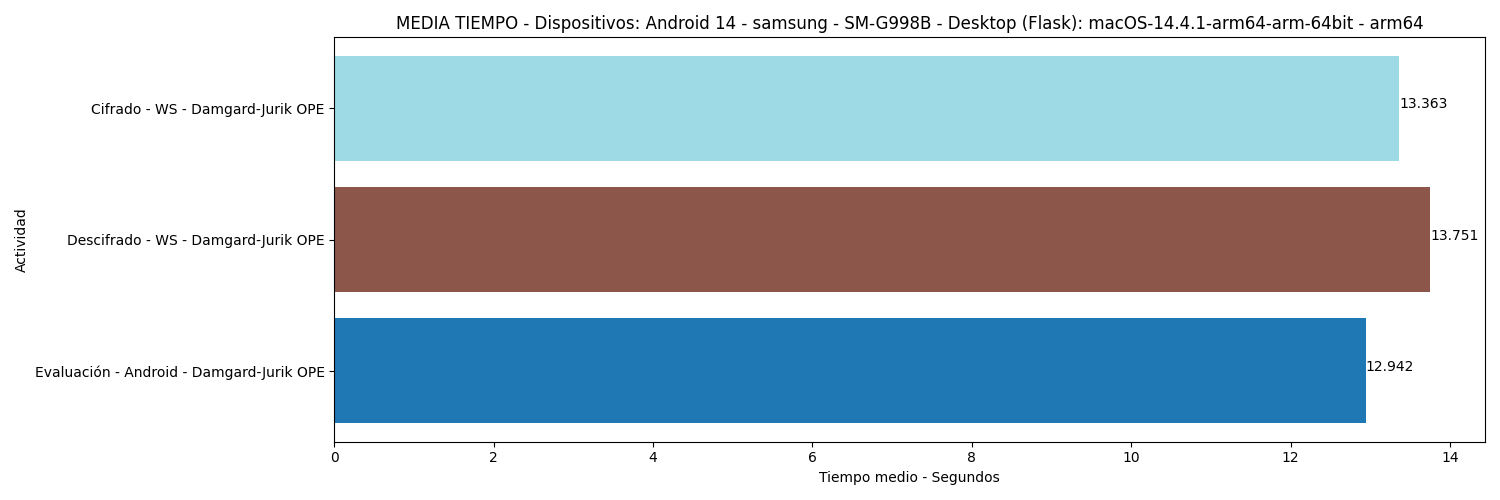 MEDIA TIEMPO - Dispositivos: Android 14 - samsung - SM-G998B - Desktop (Flask): macOS-14.4.1-arm64-arm-64bit - arm64
Actividad
Cifrado - WS - Damgard-Jurik OPE
13.363
Descifrado - WS - Damgard-Jurik OPE
13.751
Evaluación - Android - Damgard-Jurik OPE
12.942
0 2 4 6 8 10 12 14
Tiempo medio - Segundos